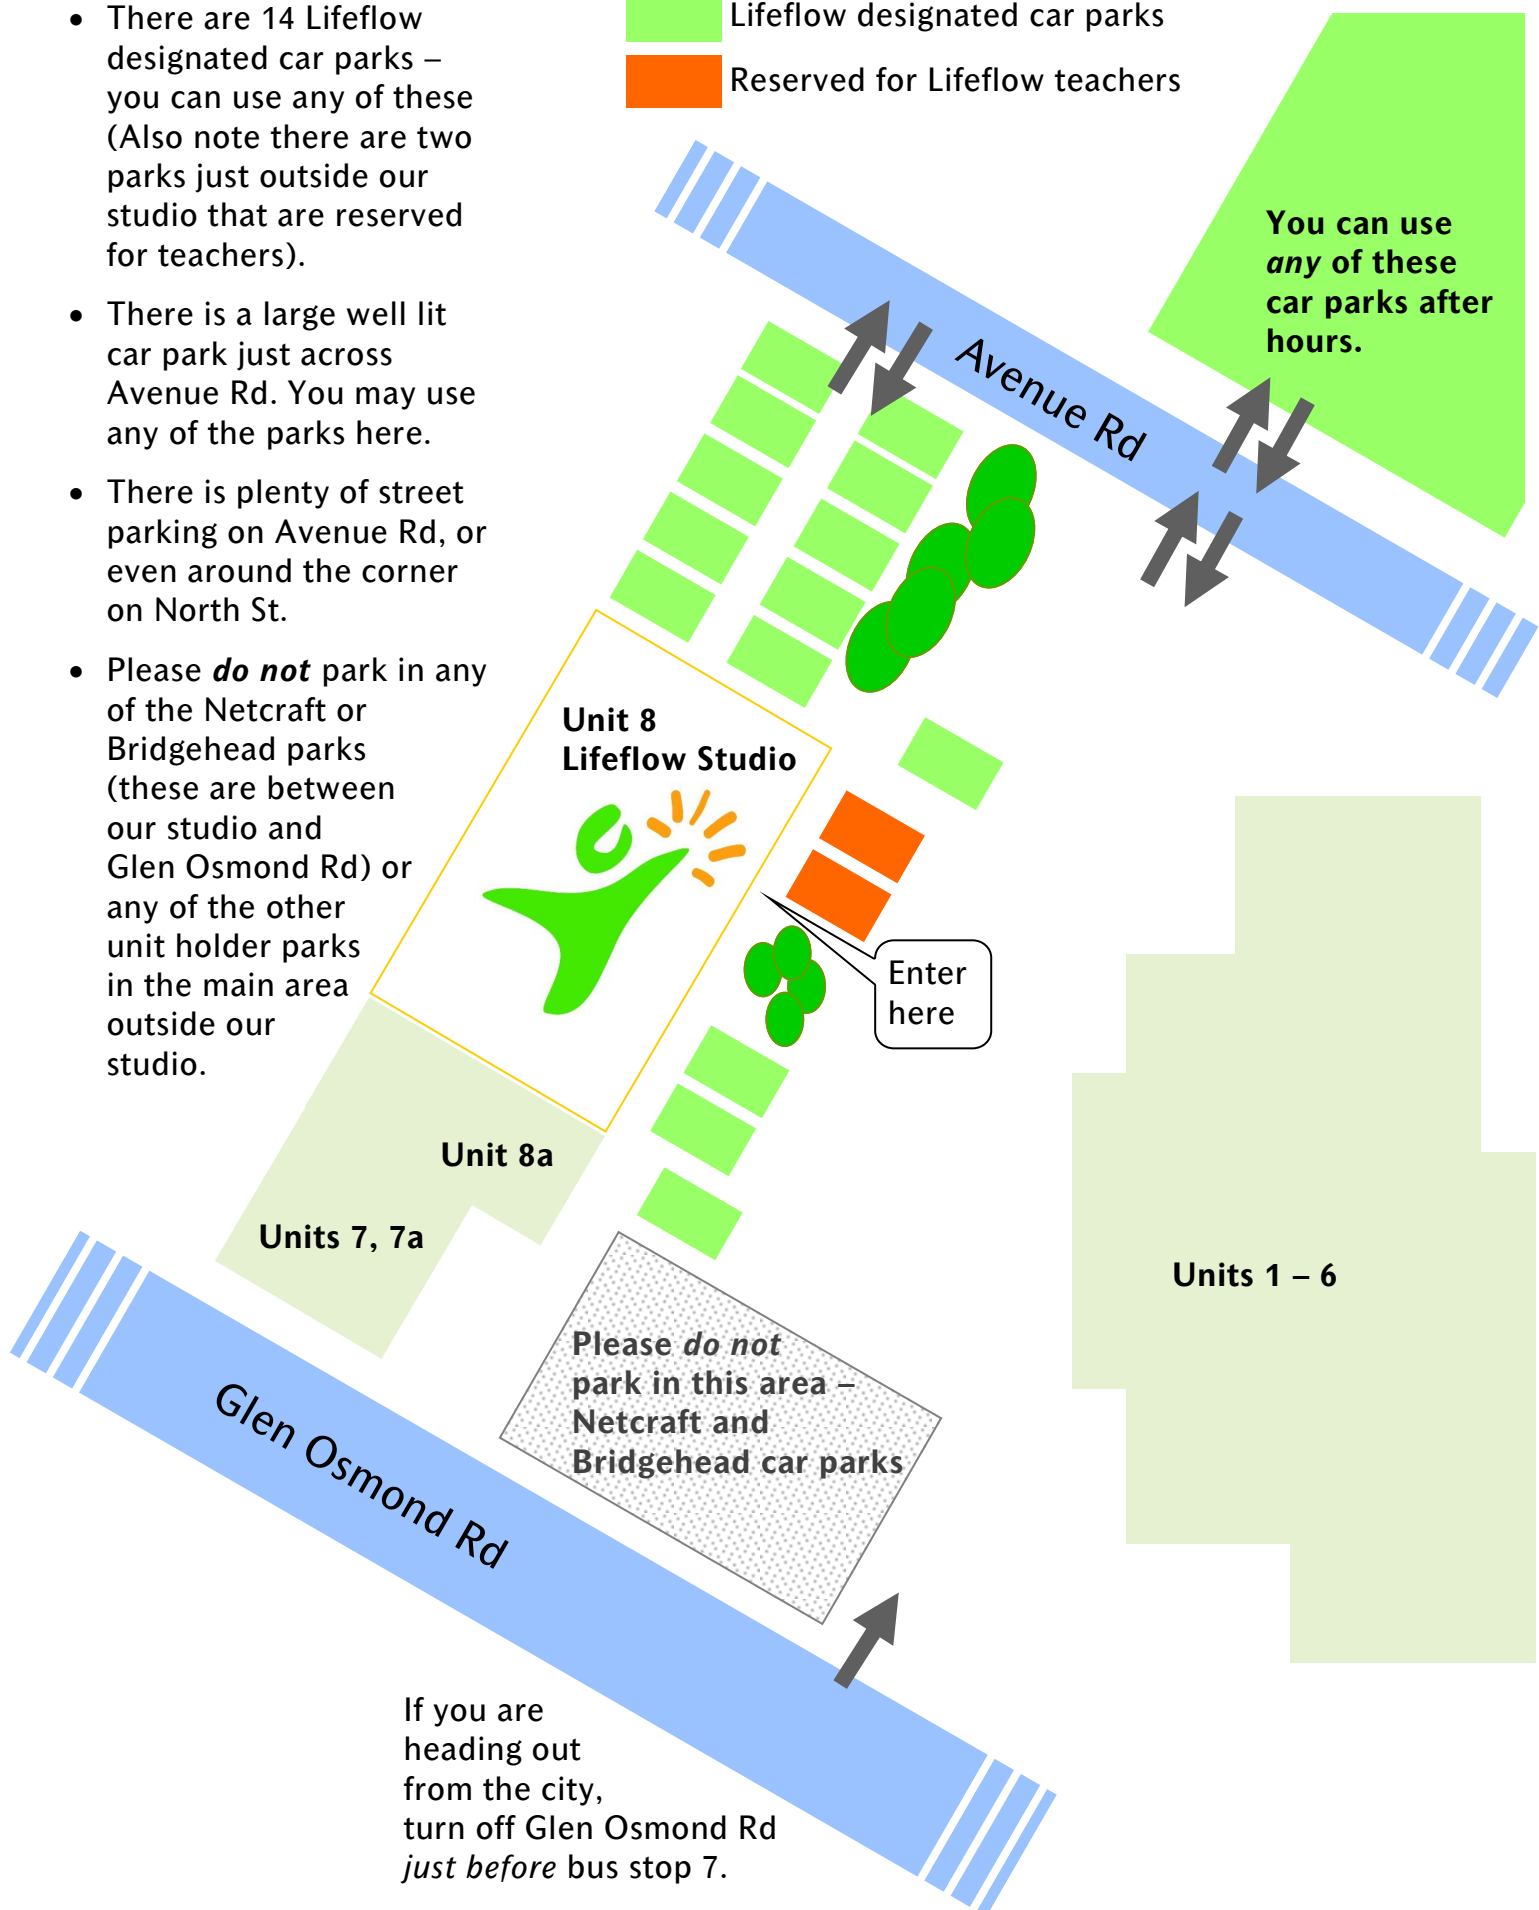 • There are 14 Lifeflow
designated car parks –
you can use any of these
(Also note there are two
parks just outside our
studio that are reserved
for teachers).
• There is a large well lit
car park just across
Avenue Rd. You may use
any of the parks here.
• There is plenty of street
parking on Avenue Rd, or
even around the corner
on North St.
• Please do not park in any
of the Netcraft or
Bridgehead parks
(these are between
our studio and
Glen Osmond Rd) or
any of the other
unit holder parks
in the main area
outside our
studio.
Lifeflow designated car parks
Reserved for Lifeflow teachers
You can use
any of these
car parks after
hours.
Avenue Rd
Unit 8
Lifeflow Studio
Enter
here
Unit 8a
Units 7, 7a
Units 1 – 6
Please do not
park in this area –
Netcraft and
Bridgehead car parks
Glen Osmond Rd
If you are
heading out
from the city,
turn off Glen Osmond Rd
just before bus stop 7.